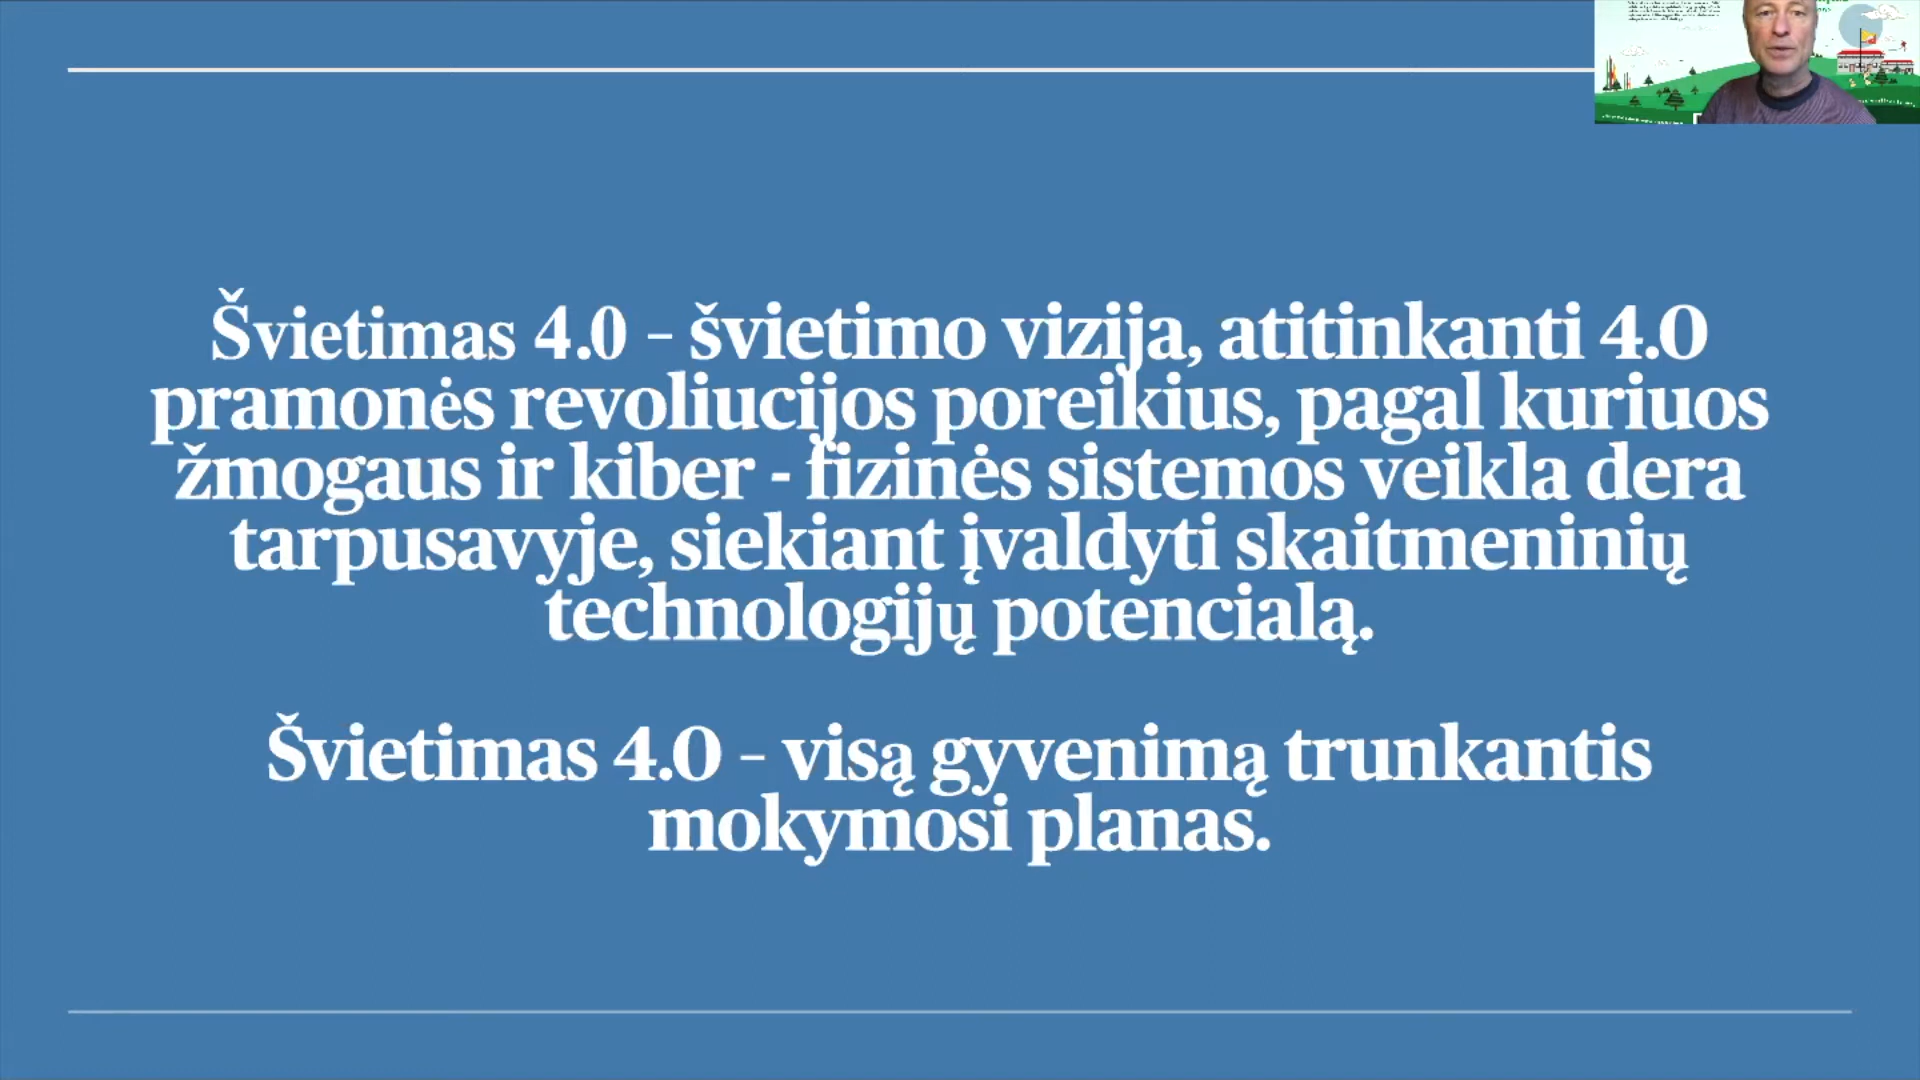 Švietimas 4.0 – švietimo vizija, atitinkanti 4.0
pramonės revoliucijos poreikius, pagal kuriuos
žmogaus ir kiber - fizinės sistemos veikla dera
tarpusavyje, siekiant įvaldyti skaitmeninių
technologijų potencialą.
Švietimas 4.0 – visą gyvenimą trunkantis
mokymosi planas.